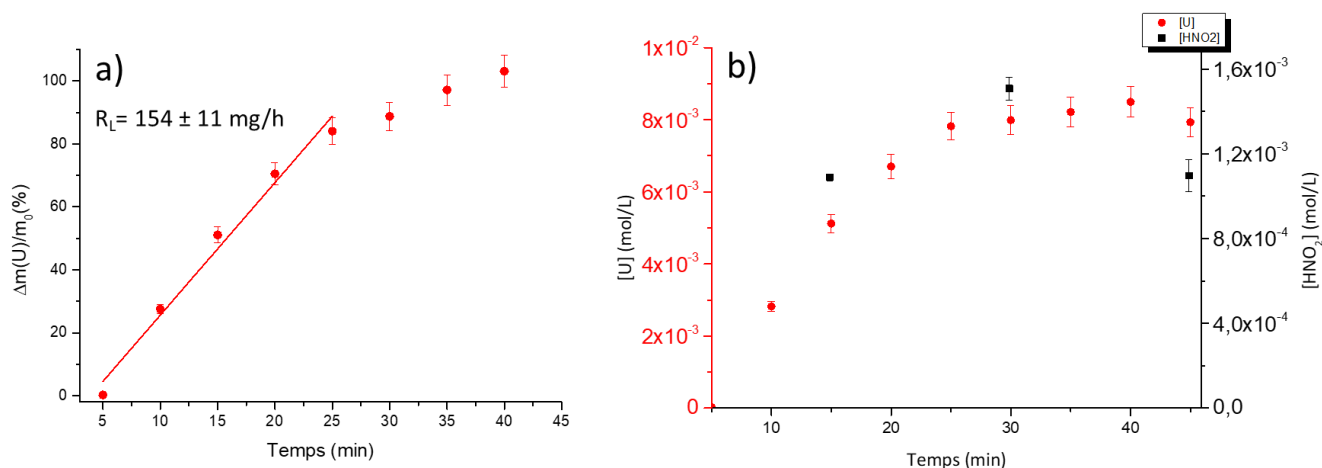 a)
R_L= 154 ± 11 mg/h
Δm(U)/m₀(%)
100
80
60
40
20
0
5
10
15
20
25
30
35
40
45
Temps (min)
[U]
[HNO2]
b)
[U] (mol/L)
1x10⁻²
8x10⁻³
6x10⁻³
4x10⁻³
2x10⁻³
0
10
20
30
40
Temps (min)
[HNO₂] (mol/L)
1,6x10⁻³
1,2x10⁻³
8,0x10⁻⁴
4,0x10⁻⁴
0,0